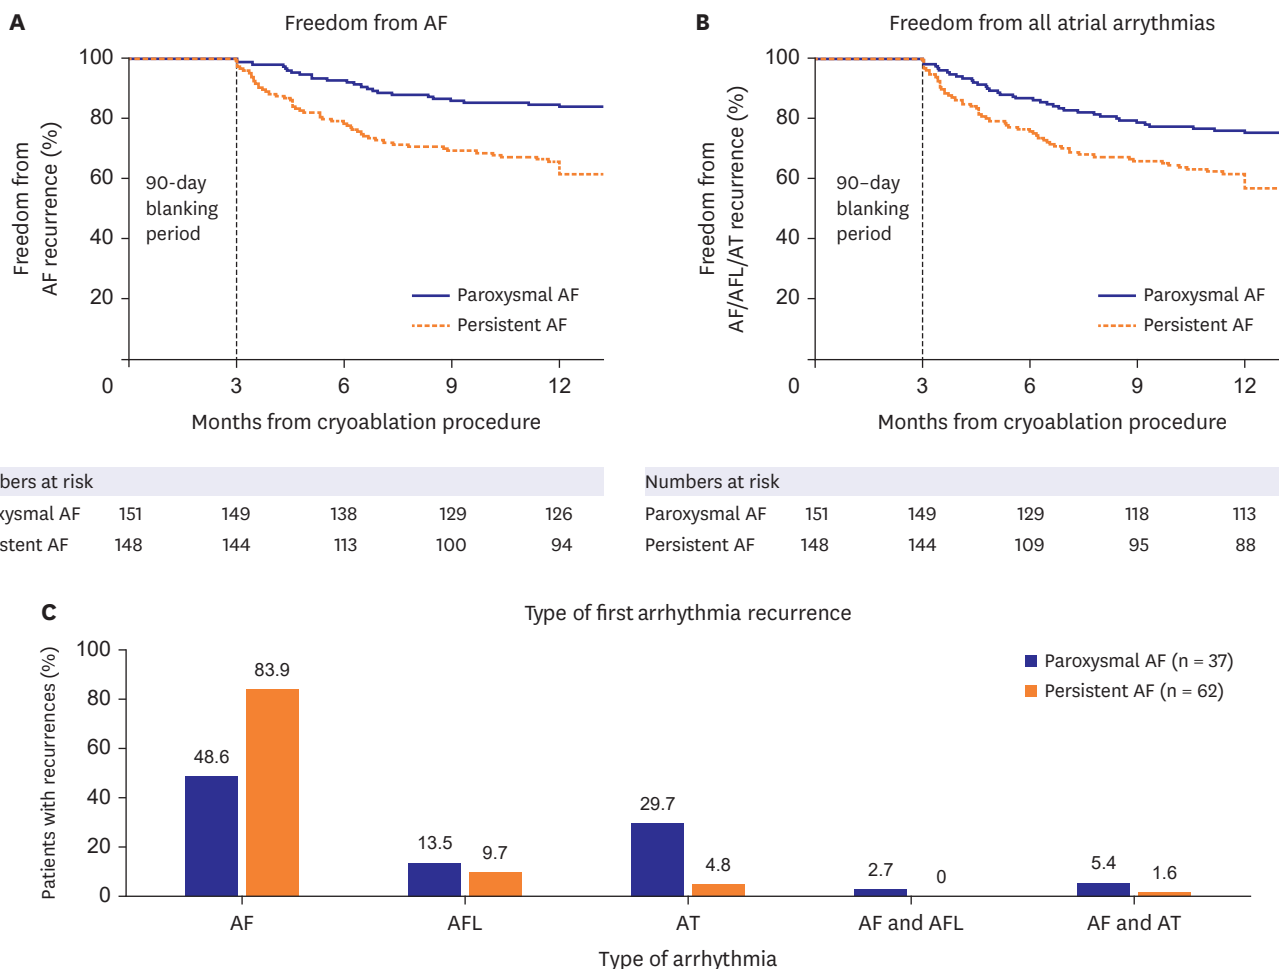 A Freedom from AF
Freedom from
AF recurrence (%)
100
80
60
40
20
0 3 6 9 12
90-day
blanking
period
Paroxysmal AF
Persistent AF
Months from cryoablation procedure
bers at risk
xysmal AF 151 149 138 129 126
stent AF 148 144 113 100 94
B Freedom from all atrial arrythmias
Freedom from
AF/AFL/AT recurrence (%)
100
80
60
40
20
0 3 6 9 12
90-day
blanking
period
Paroxysmal AF
Persistent AF
Months from cryoablation procedure
Numbers at risk
Paroxysmal AF 151 149 129 118 113
Persistent AF 148 144 109 95 88
C Type of first arrhythmia recurrence
Patients with recurrences (%)
100
80
60
40
20
0
Paroxysmal AF (n = 37)
Persistent AF (n = 62)
48.6 83.9
13.5 9.7
29.7 4.8
2.7 0
5.4 1.6
AF AFL AT AF and AFL AF and AT
Type of arrhythmia